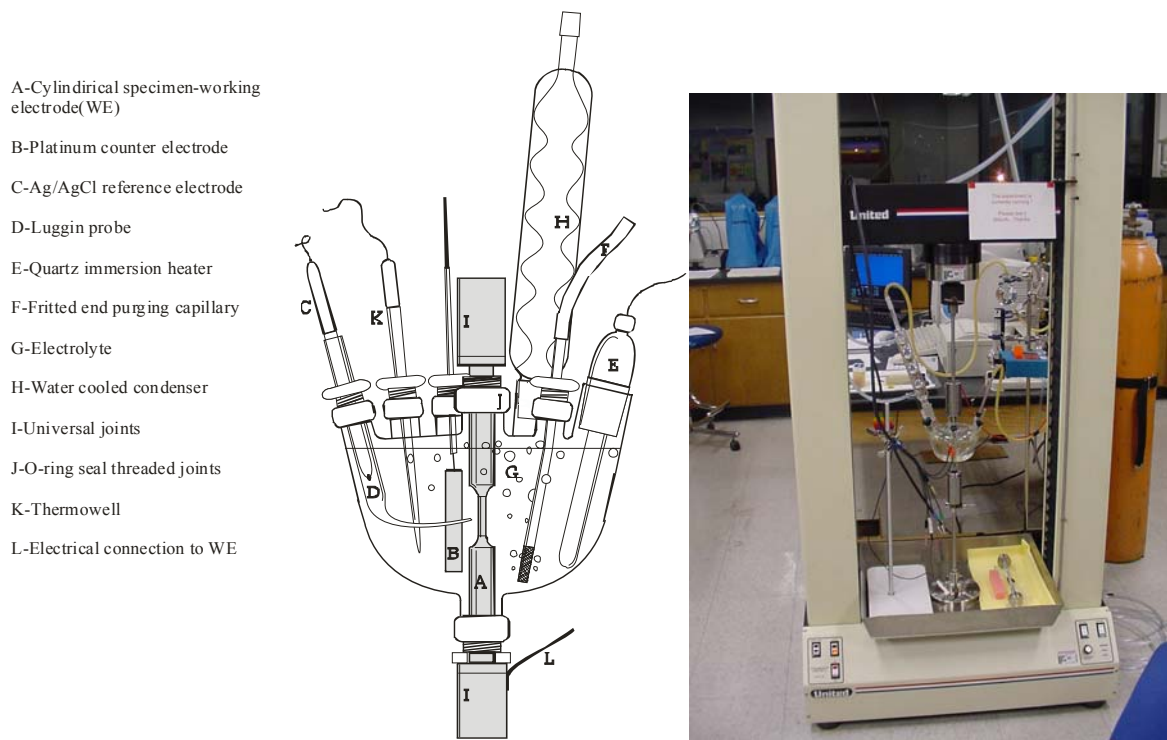 A-Cylindirical specimen-working
electrode(WE)
B-Platinum counter electrode
C-Ag/AgCl reference electrode
D-Luggin probe
E-Quartz immersion heater
F-Fritted end purging capillary
G-Electrolyte
H-Water cooled condenser
I-Universal joints
J-O-ring seal threaded joints
K-Thermowell
L-Electrical connection to WE
H
F
C
K
I
E
J
G
D
B
A
L
I
United
United